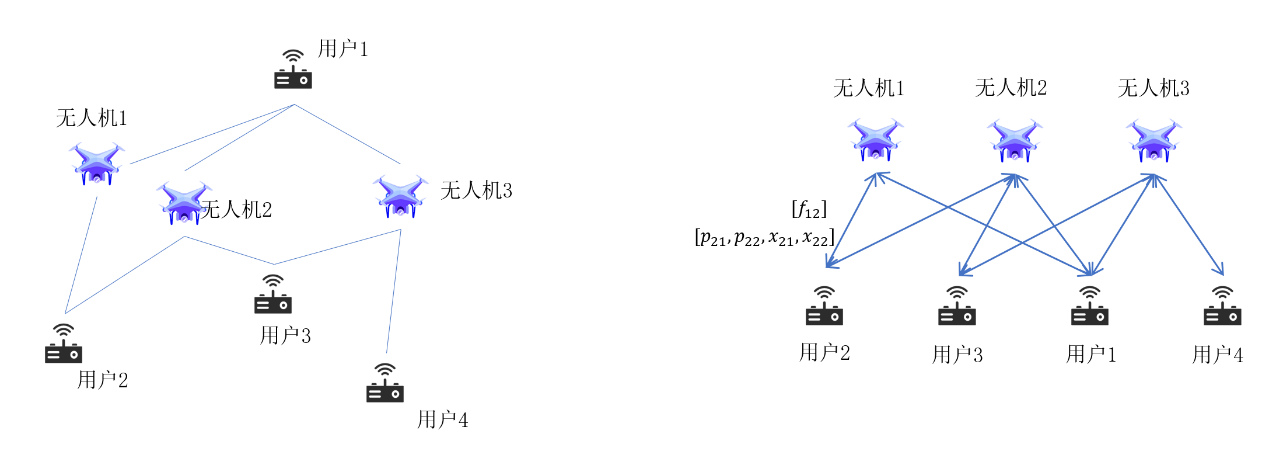 用户1
无人机1
无人机2
无人机3
用户3
用户2
用户4
无人机1
无人机2
无人机3
[f₁₂]
[p₂₁, p₂₂, x₂₁, x₂₂]
用户2
用户3
用户1
用户4